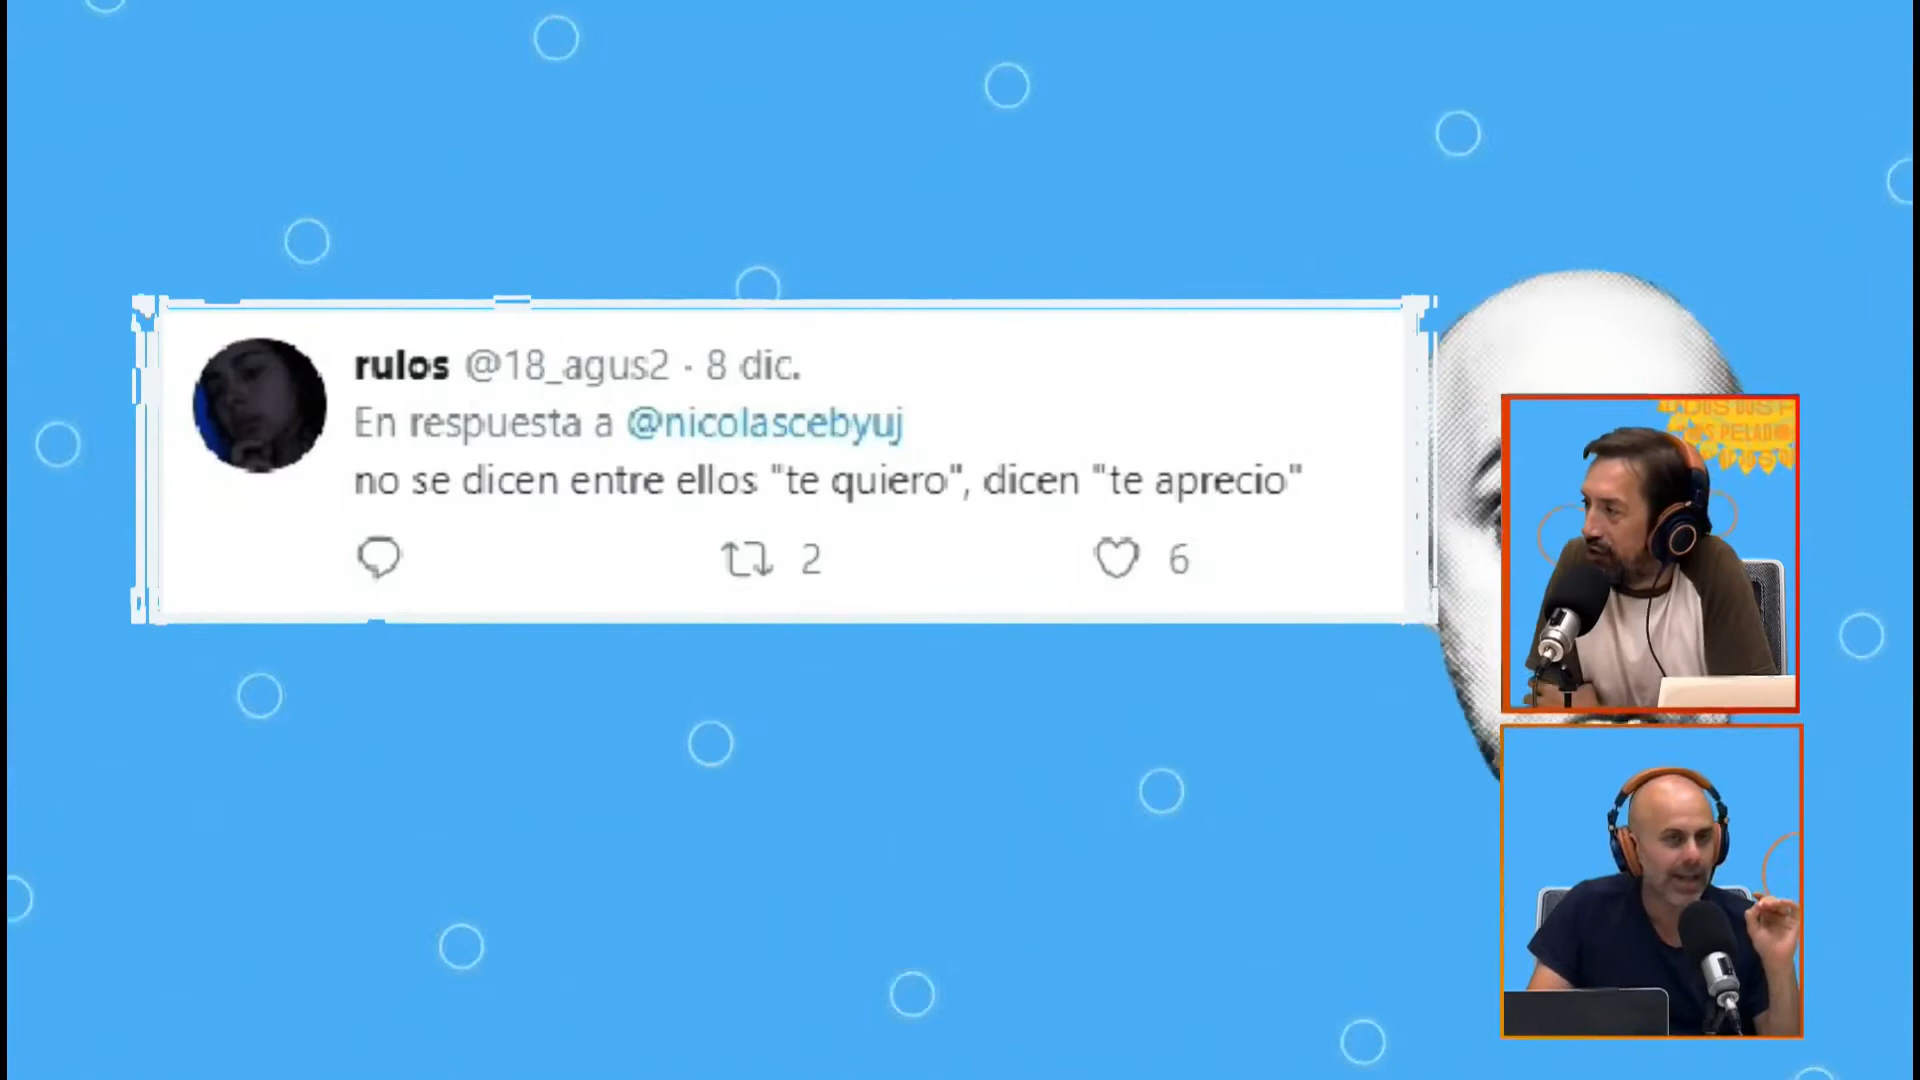 rulos @18_agus2 · 8 dic.
En respuesta a @nicolascebyuj
no se dicen entre ellos "te quiero", dicen "te aprecio"
2 6
PELADO